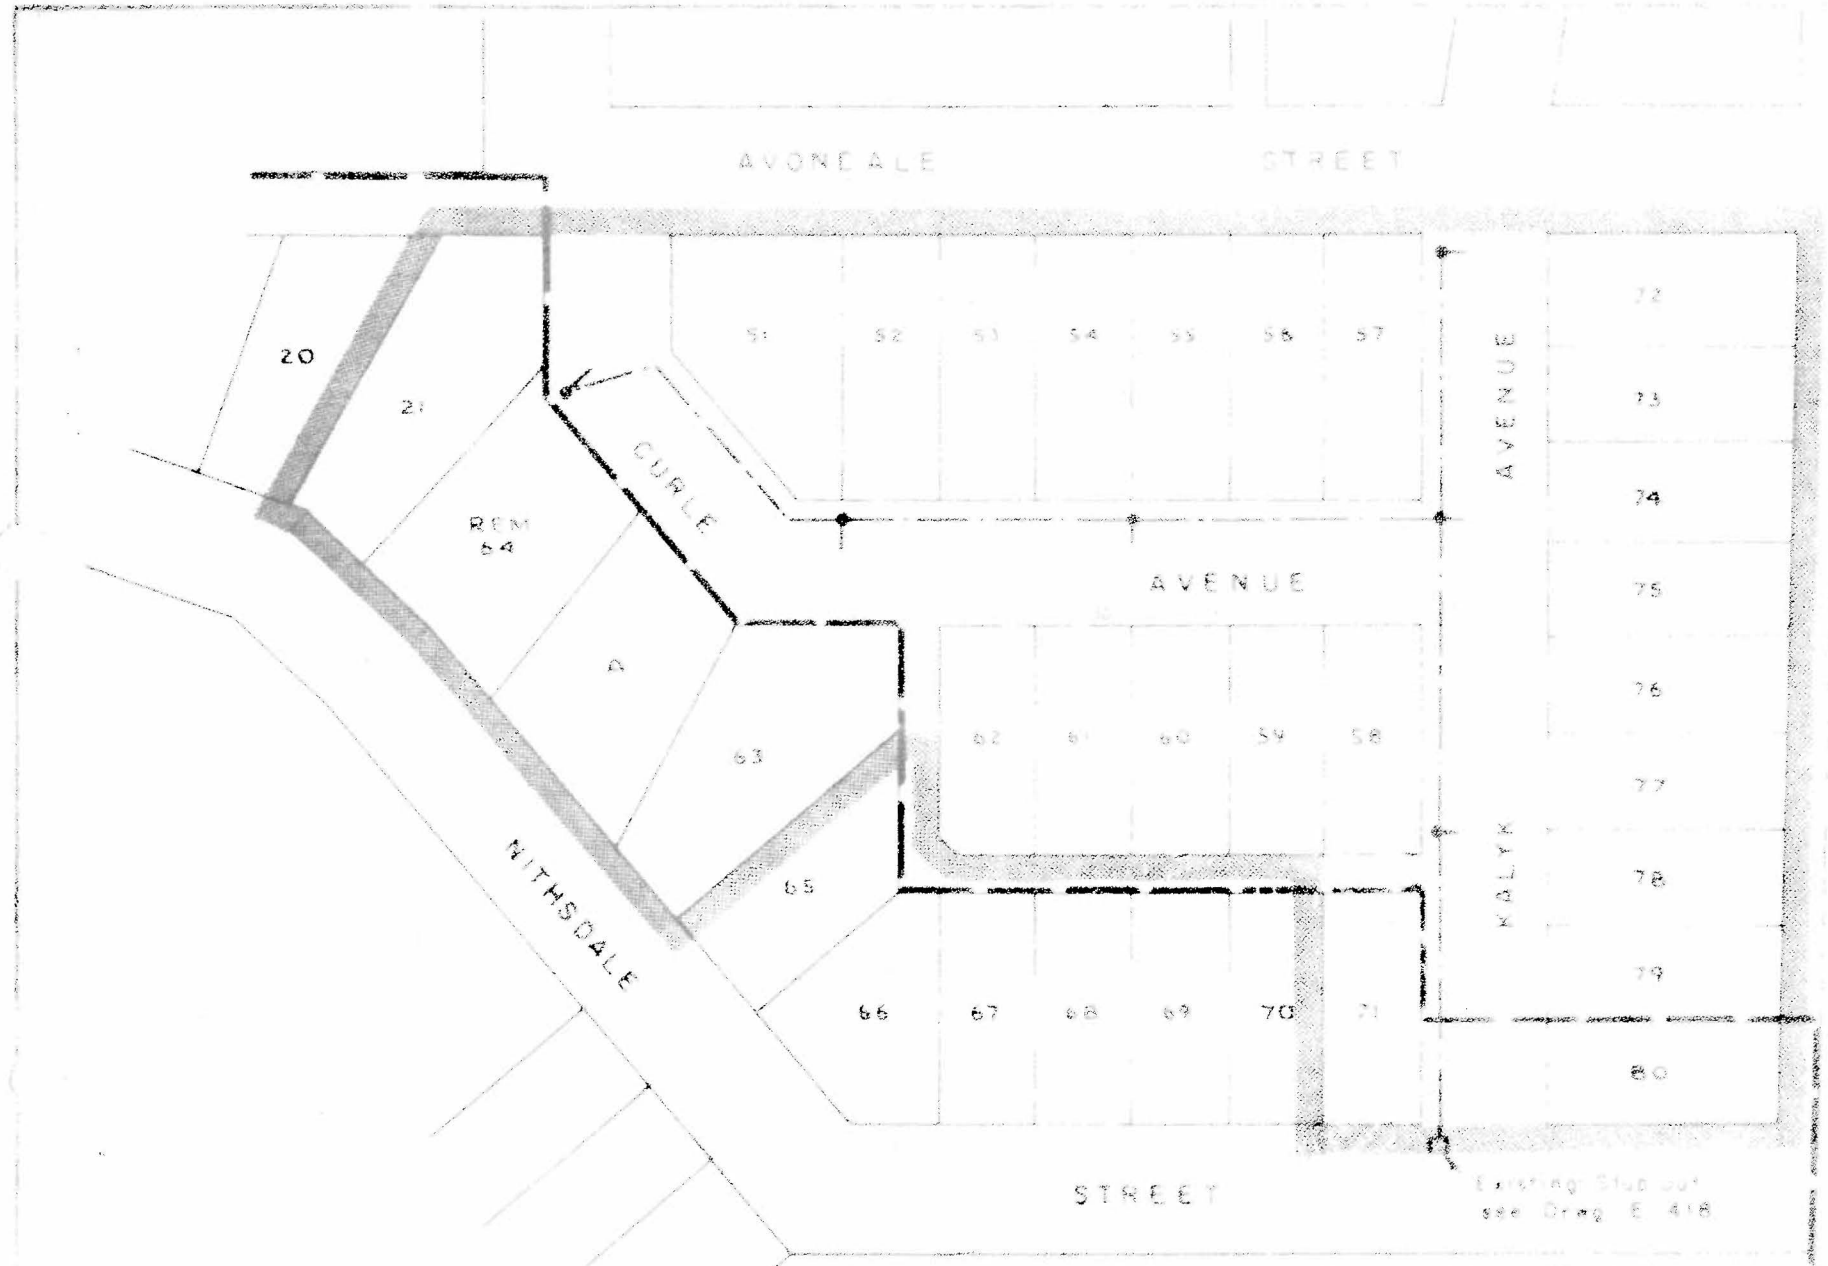 AVONDALE STREET
72
51 52 53 54 55 56 57
20
AVENUE
73
21
CURLE
74
REM
64
AVENUE
75
A
76
62 61 60 59 58
63
77
65
NITHSDALE
KALYK
78
79
66 67 68 69 70 71
80
STREET
Existing Stub out
see Drwg E 418